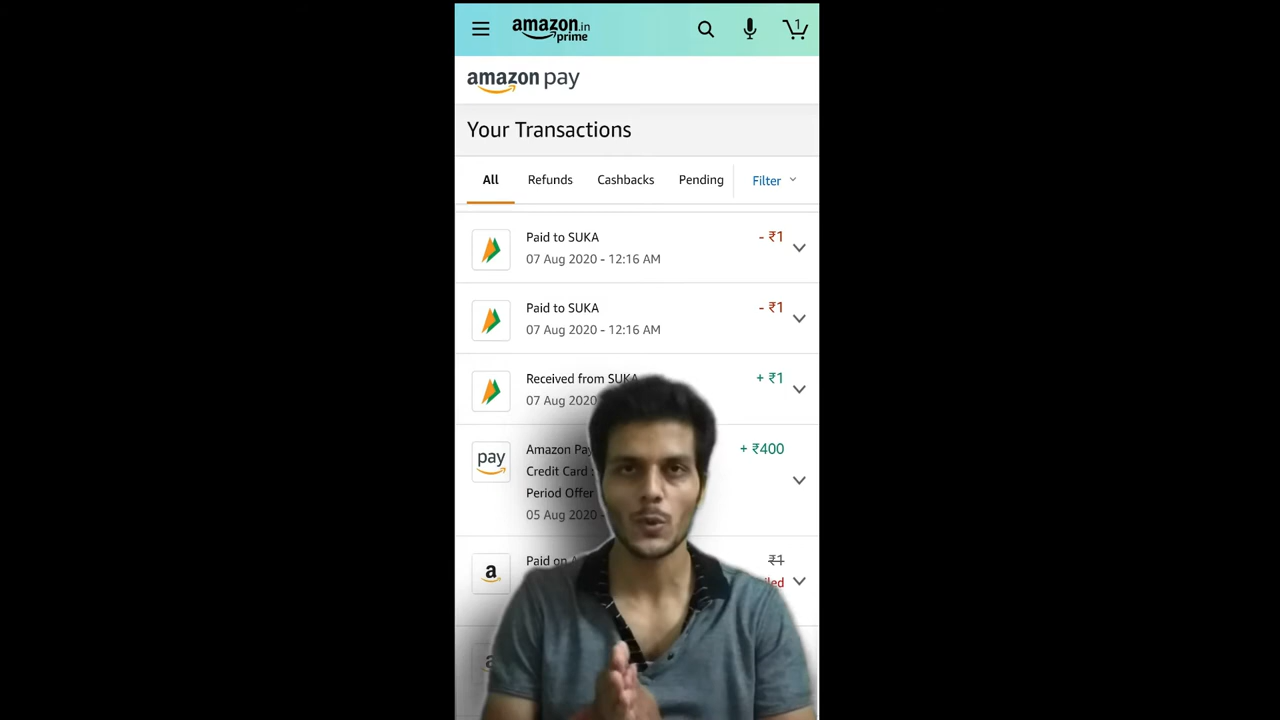 amazon.in
prime
1
amazon pay
Your Transactions
All Refunds Cashbacks Pending Filter
Paid to SUKA - ₹1
07 Aug 2020 - 12:16 AM
Paid to SUKA - ₹1
07 Aug 2020 - 12:16 AM
Received from SUKA + ₹1
07 Aug 2020
pay
Amazon Pay + ₹400
Credit Card :
Period Offer
05 Aug 2020 -
a
Paid on ₹1